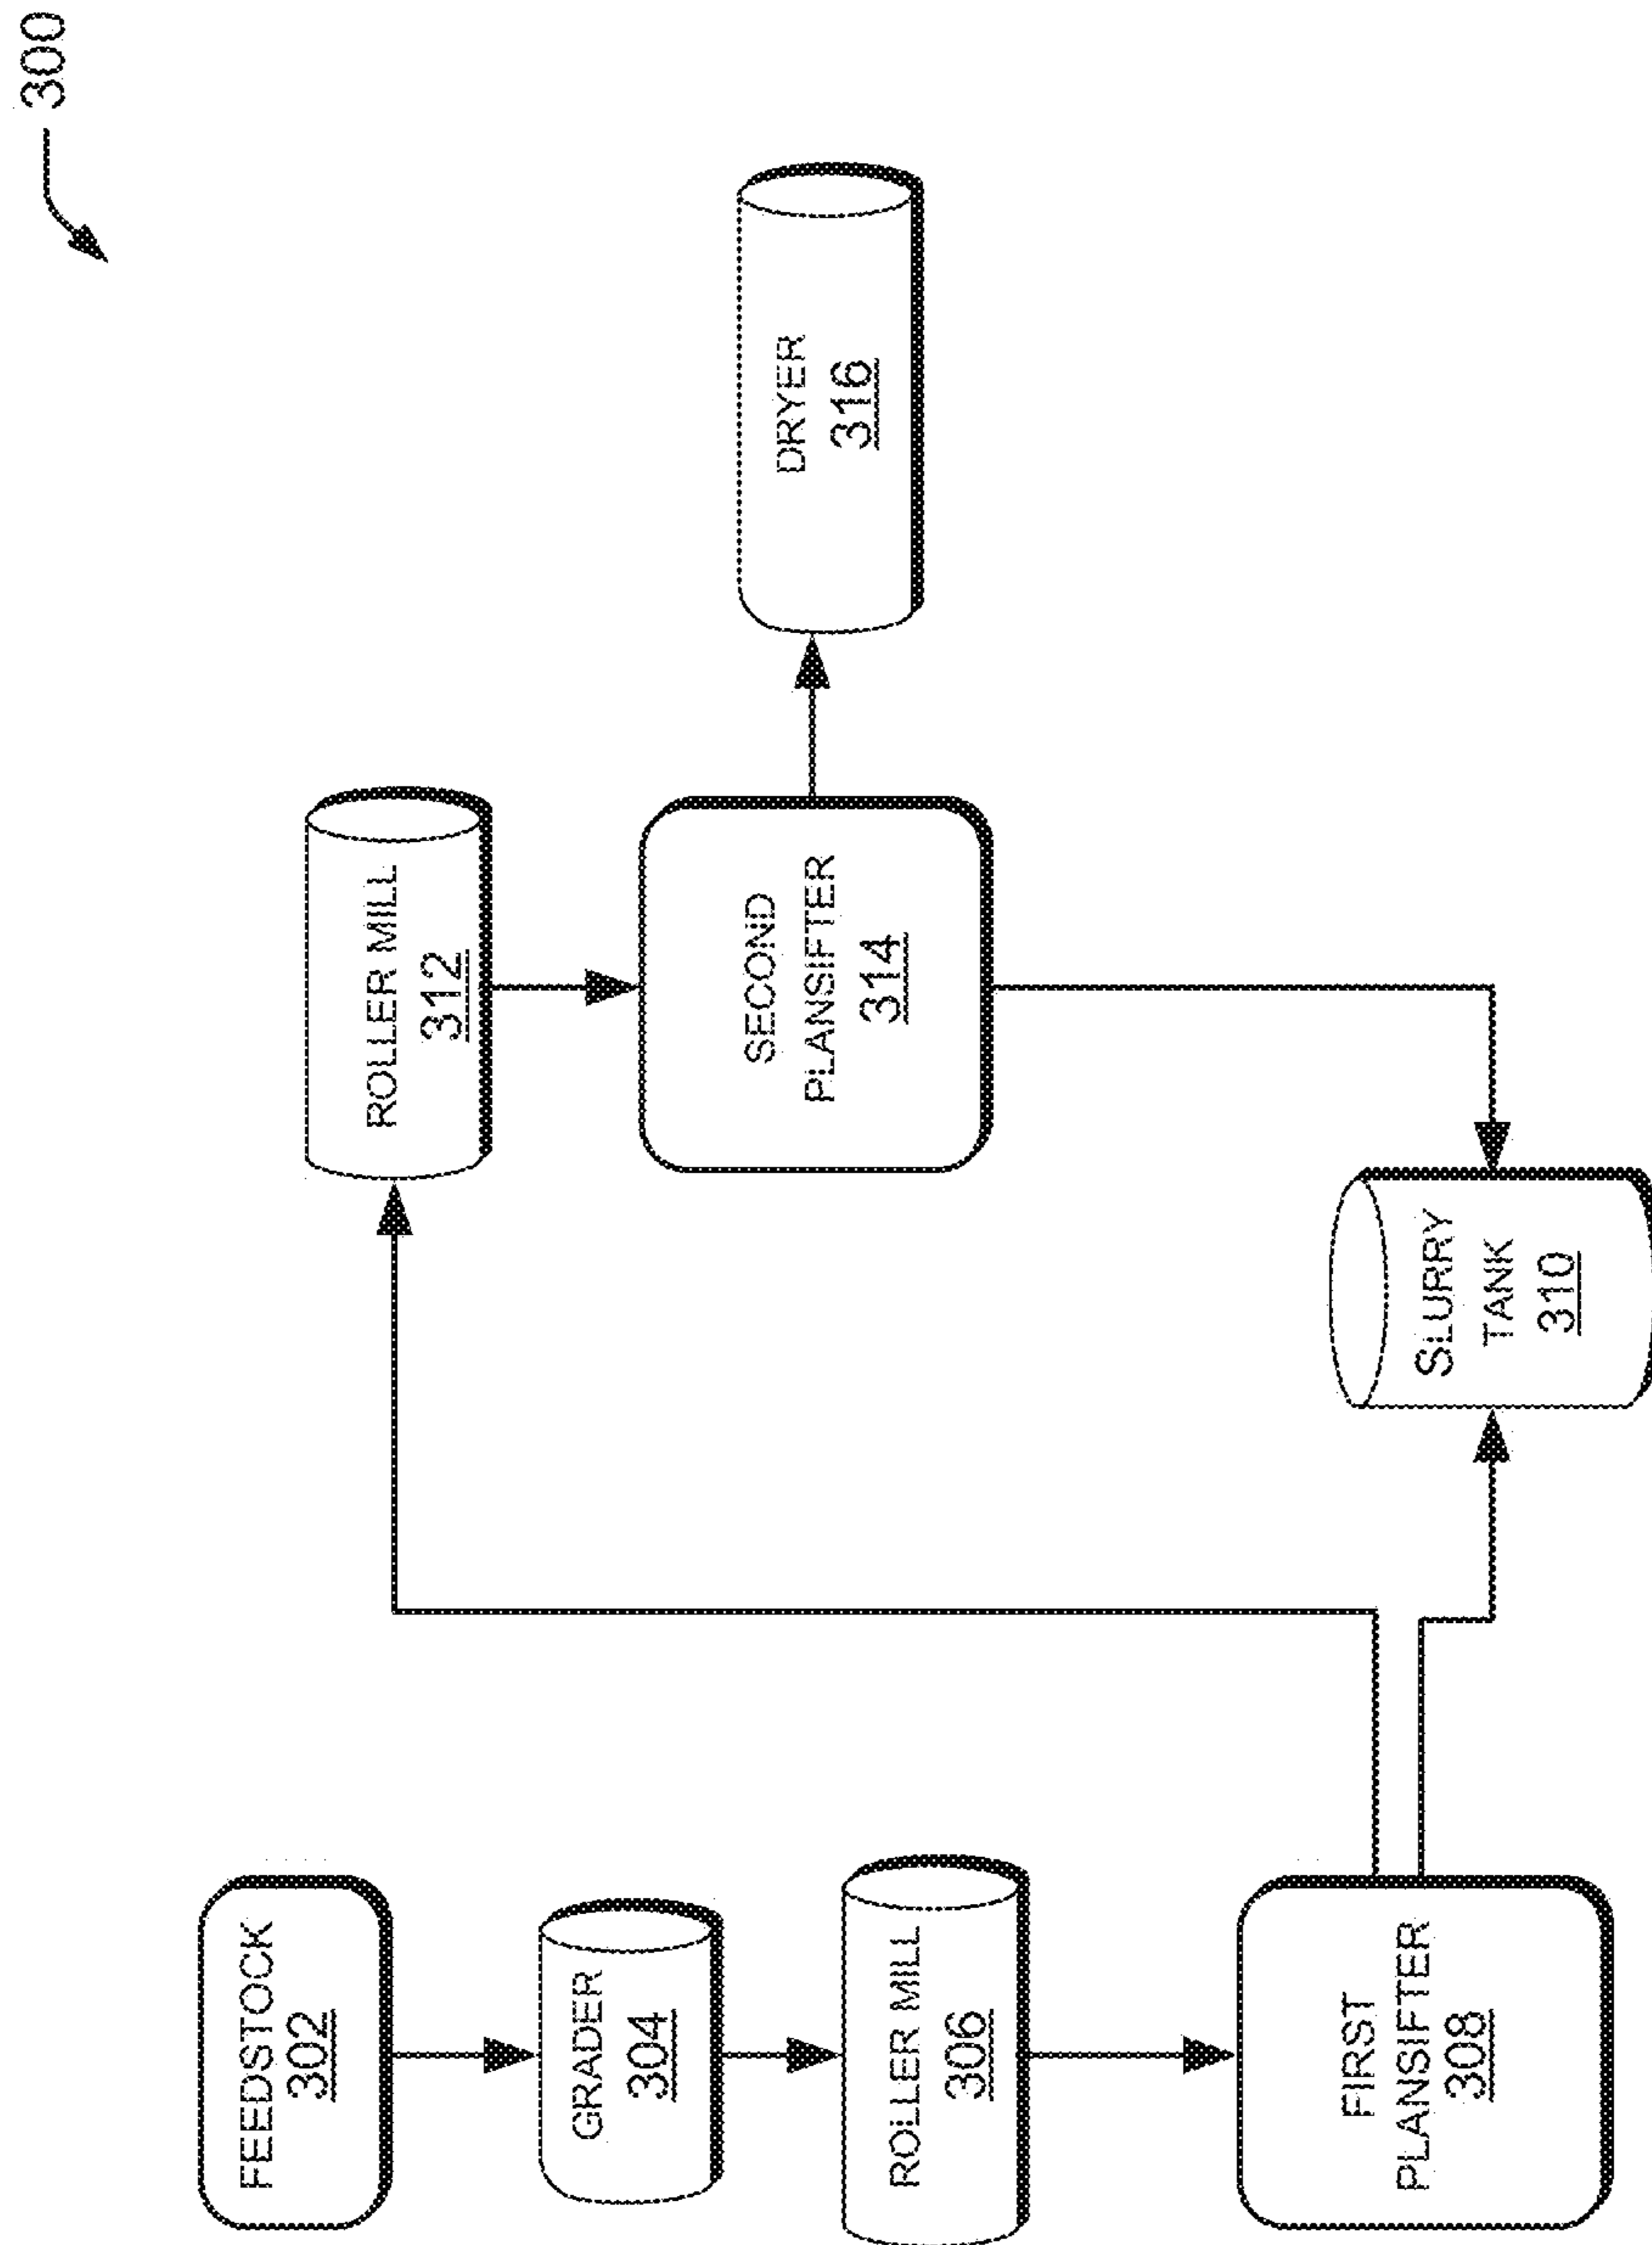 300
FEEDSTOCK
302
GRADER
304
ROLLER MILL
306
FIRST
PLANSIFTER
308
ROLLER MILL
312
SECOND
PLANSIFTER
314
SLURRY
TANK
310
DRYER
316